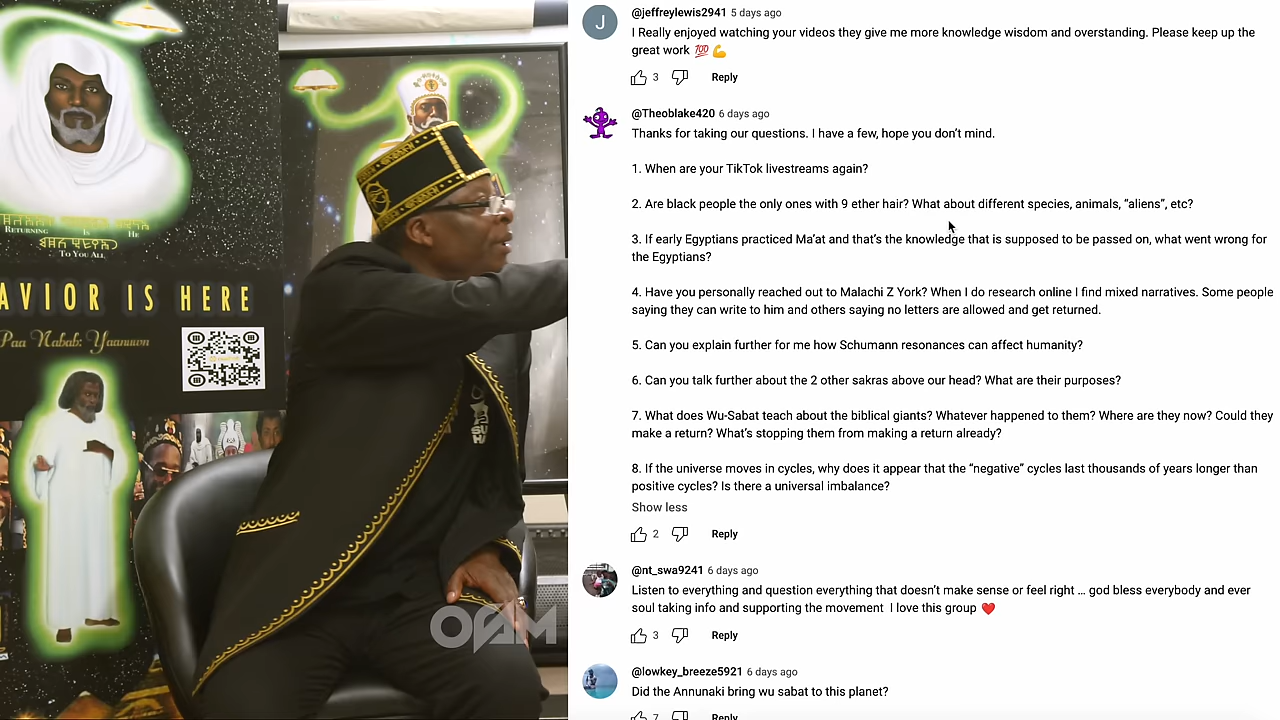 RETURNING IS HE
TO YOU ALL
AVIOR IS HERE
Paa Nabab: Yaanuwn
OAM
J
@jeffreylewis2941 5 days ago
I Really enjoyed watching your videos they give me more knowledge wisdom and overstanding. Please keep up the
great work 💯 💪
3 Reply
@Theoblake420 6 days ago
Thanks for taking our questions. I have a few, hope you don’t mind.
1. When are your TikTok livestreams again?
2. Are black people the only ones with 9 ether hair? What about different species, animals, “aliens”, etc?
3. If early Egyptians practiced Ma’at and that’s the knowledge that is supposed to be passed on, what went wrong for
the Egyptians?
4. Have you personally reached out to Malachi Z York? When I do research online I find mixed narratives. Some people
saying they can write to him and others saying no letters are allowed and get returned.
5. Can you explain further for me how Schumann resonances can affect humanity?
6. Can you talk further about the 2 other sakras above our head? What are their purposes?
7. What does Wu-Sabat teach about the biblical giants? Whatever happened to them? Where are they now? Could they
make a return? What’s stopping them from making a return already?
8. If the universe moves in cycles, why does it appear that the “negative” cycles last thousands of years longer than
positive cycles? Is there a universal imbalance?
Show less
2 Reply
@nt_swa9241 6 days ago
Listen to everything and question everything that doesn’t make sense or feel right … god bless everybody and ever
soul taking info and supporting the movement I love this group ❤️
3 Reply
@lowkey_breeze5921 6 days ago
Did the Annunaki bring wu sabat to this planet?
7 Reply